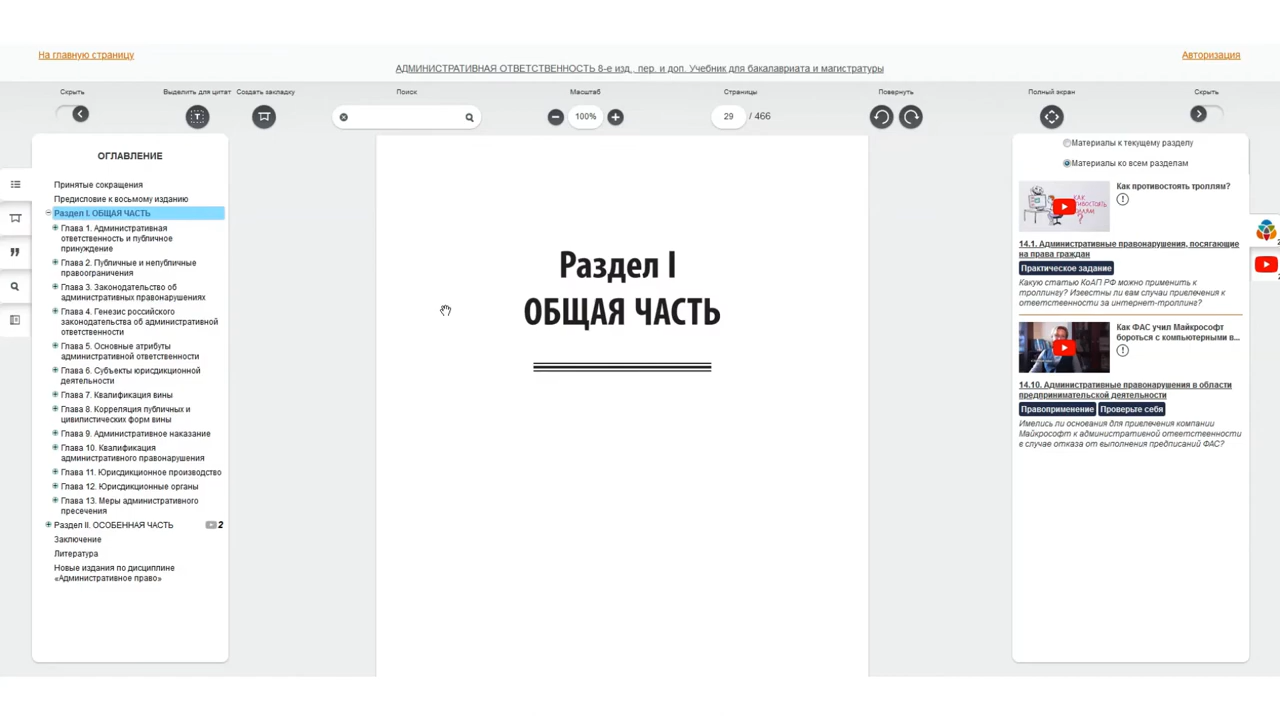 На главную страницу
Авторизация
АДМИНИСТРАТИВНАЯ ОТВЕТСТВЕННОСТЬ 8-е изд., пер. и доп. Учебник для бакалавриата и магистратуры
Скрыть
Выделить для цитат
Создать закладку
Поиск
Масштаб
Страницы
Повернуть
Полный экран
Скрыть
T
100%
29 / 466
ОГЛАВЛЕНИЕ
Принятые сокращения
Предисловие к восьмому изданию
Раздел I. ОБЩАЯ ЧАСТЬ
Глава 1. Административная
ответственность и публичное
принуждение
Глава 2. Публичные и непубличные
правоограничения
Глава 3. Законодательство об
административных правонарушениях
Глава 4. Генезис российского
законодательства об административной
ответственности
Глава 5. Основные атрибуты
административной ответственности
Глава 6. Субъекты юрисдикционной
деятельности
Глава 7. Квалификация вины
Глава 8. Корреляция публичных и
цивилистических форм вины
Глава 9. Административное наказание
Глава 10. Квалификация
административного правонарушения
Глава 11. Юрисдикционное производство
Глава 12. Юрисдикционные органы
Глава 13. Меры административного
пресечения
Раздел II. ОСОБЕННАЯ ЧАСТЬ 2
Заключение
Литература
Новые издания по дисциплине
«Административное право»
Раздел I
ОБЩАЯ ЧАСТЬ
Материалы к текущему разделу
Материалы ко всем разделам
Как противостоять троллям?
14.1. Административные правонарушения, посягающие
на права граждан
Практическое задание
Какую статью КоАП РФ можно применить к
троллингу? Известны ли вам случаи привлечения к
ответственности за интернет-троллинг?
Как ФАС учил Майкрософт
бороться с компьютерными в...
14.10. Административные правонарушения в области
предпринимательской деятельности
Правоприменение Проверьте себя
Имелись ли основания для привлечения компании
Майкрософт к административной ответственности
в случае отказа от выполнения предписаний ФАС?